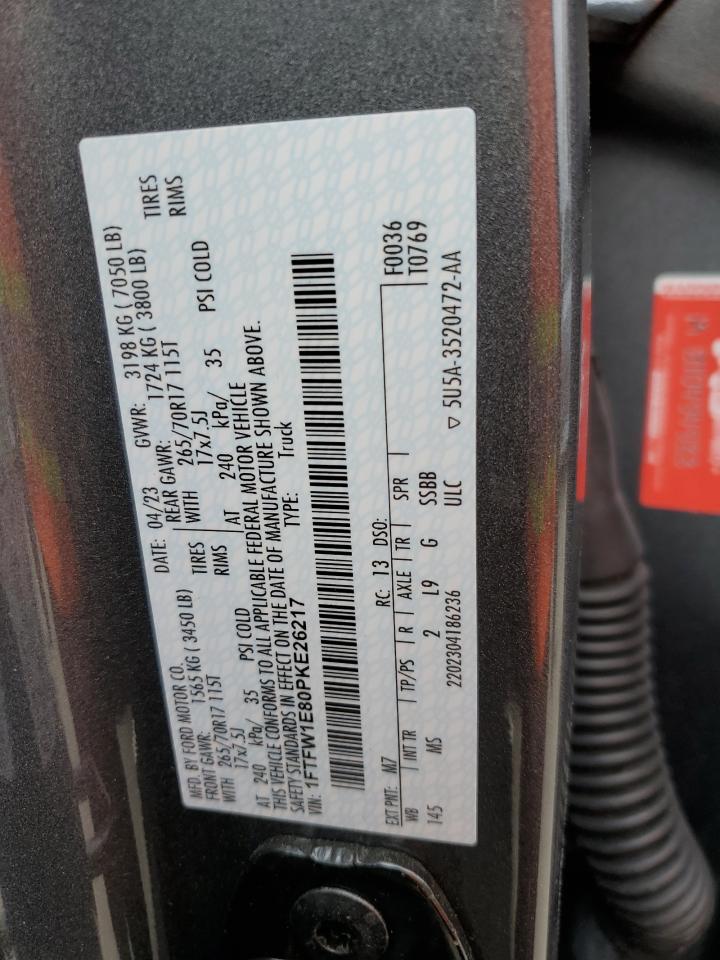 MFD. BY FORD MOTOR CO.
DATE: 04/23 GVWR: 3198 KG ( 7050 LB)
FRONT GAWR: 1565 KG ( 3450 LB) REAR GAWR: 1724 KG ( 3800 LB)
WITH 265/70R17 115T TIRES WITH 265/70R17 115T TIRES
17x7.5J RIMS 17x7.5J RIMS
AT 240 kPa/ 35 PSI COLD AT 240 kPa/ 35 PSI COLD
THIS VEHICLE CONFORMS TO ALL APPLICABLE FEDERAL MOTOR VEHICLE
SAFETY STANDARDS IN EFFECT ON THE DATE OF MANUFACTURE SHOWN ABOVE.
VIN: 1FTFW1E80PKE26217 TYPE: Truck
F0036
EXT PNT: M7 RC: 13 DSO: T0769
WB INT TR TP/PS R AXLE TR SPR
145 MS 2 L9 G SSBB
2202304186236 ULC ▽ 5U5A-3520472-AA